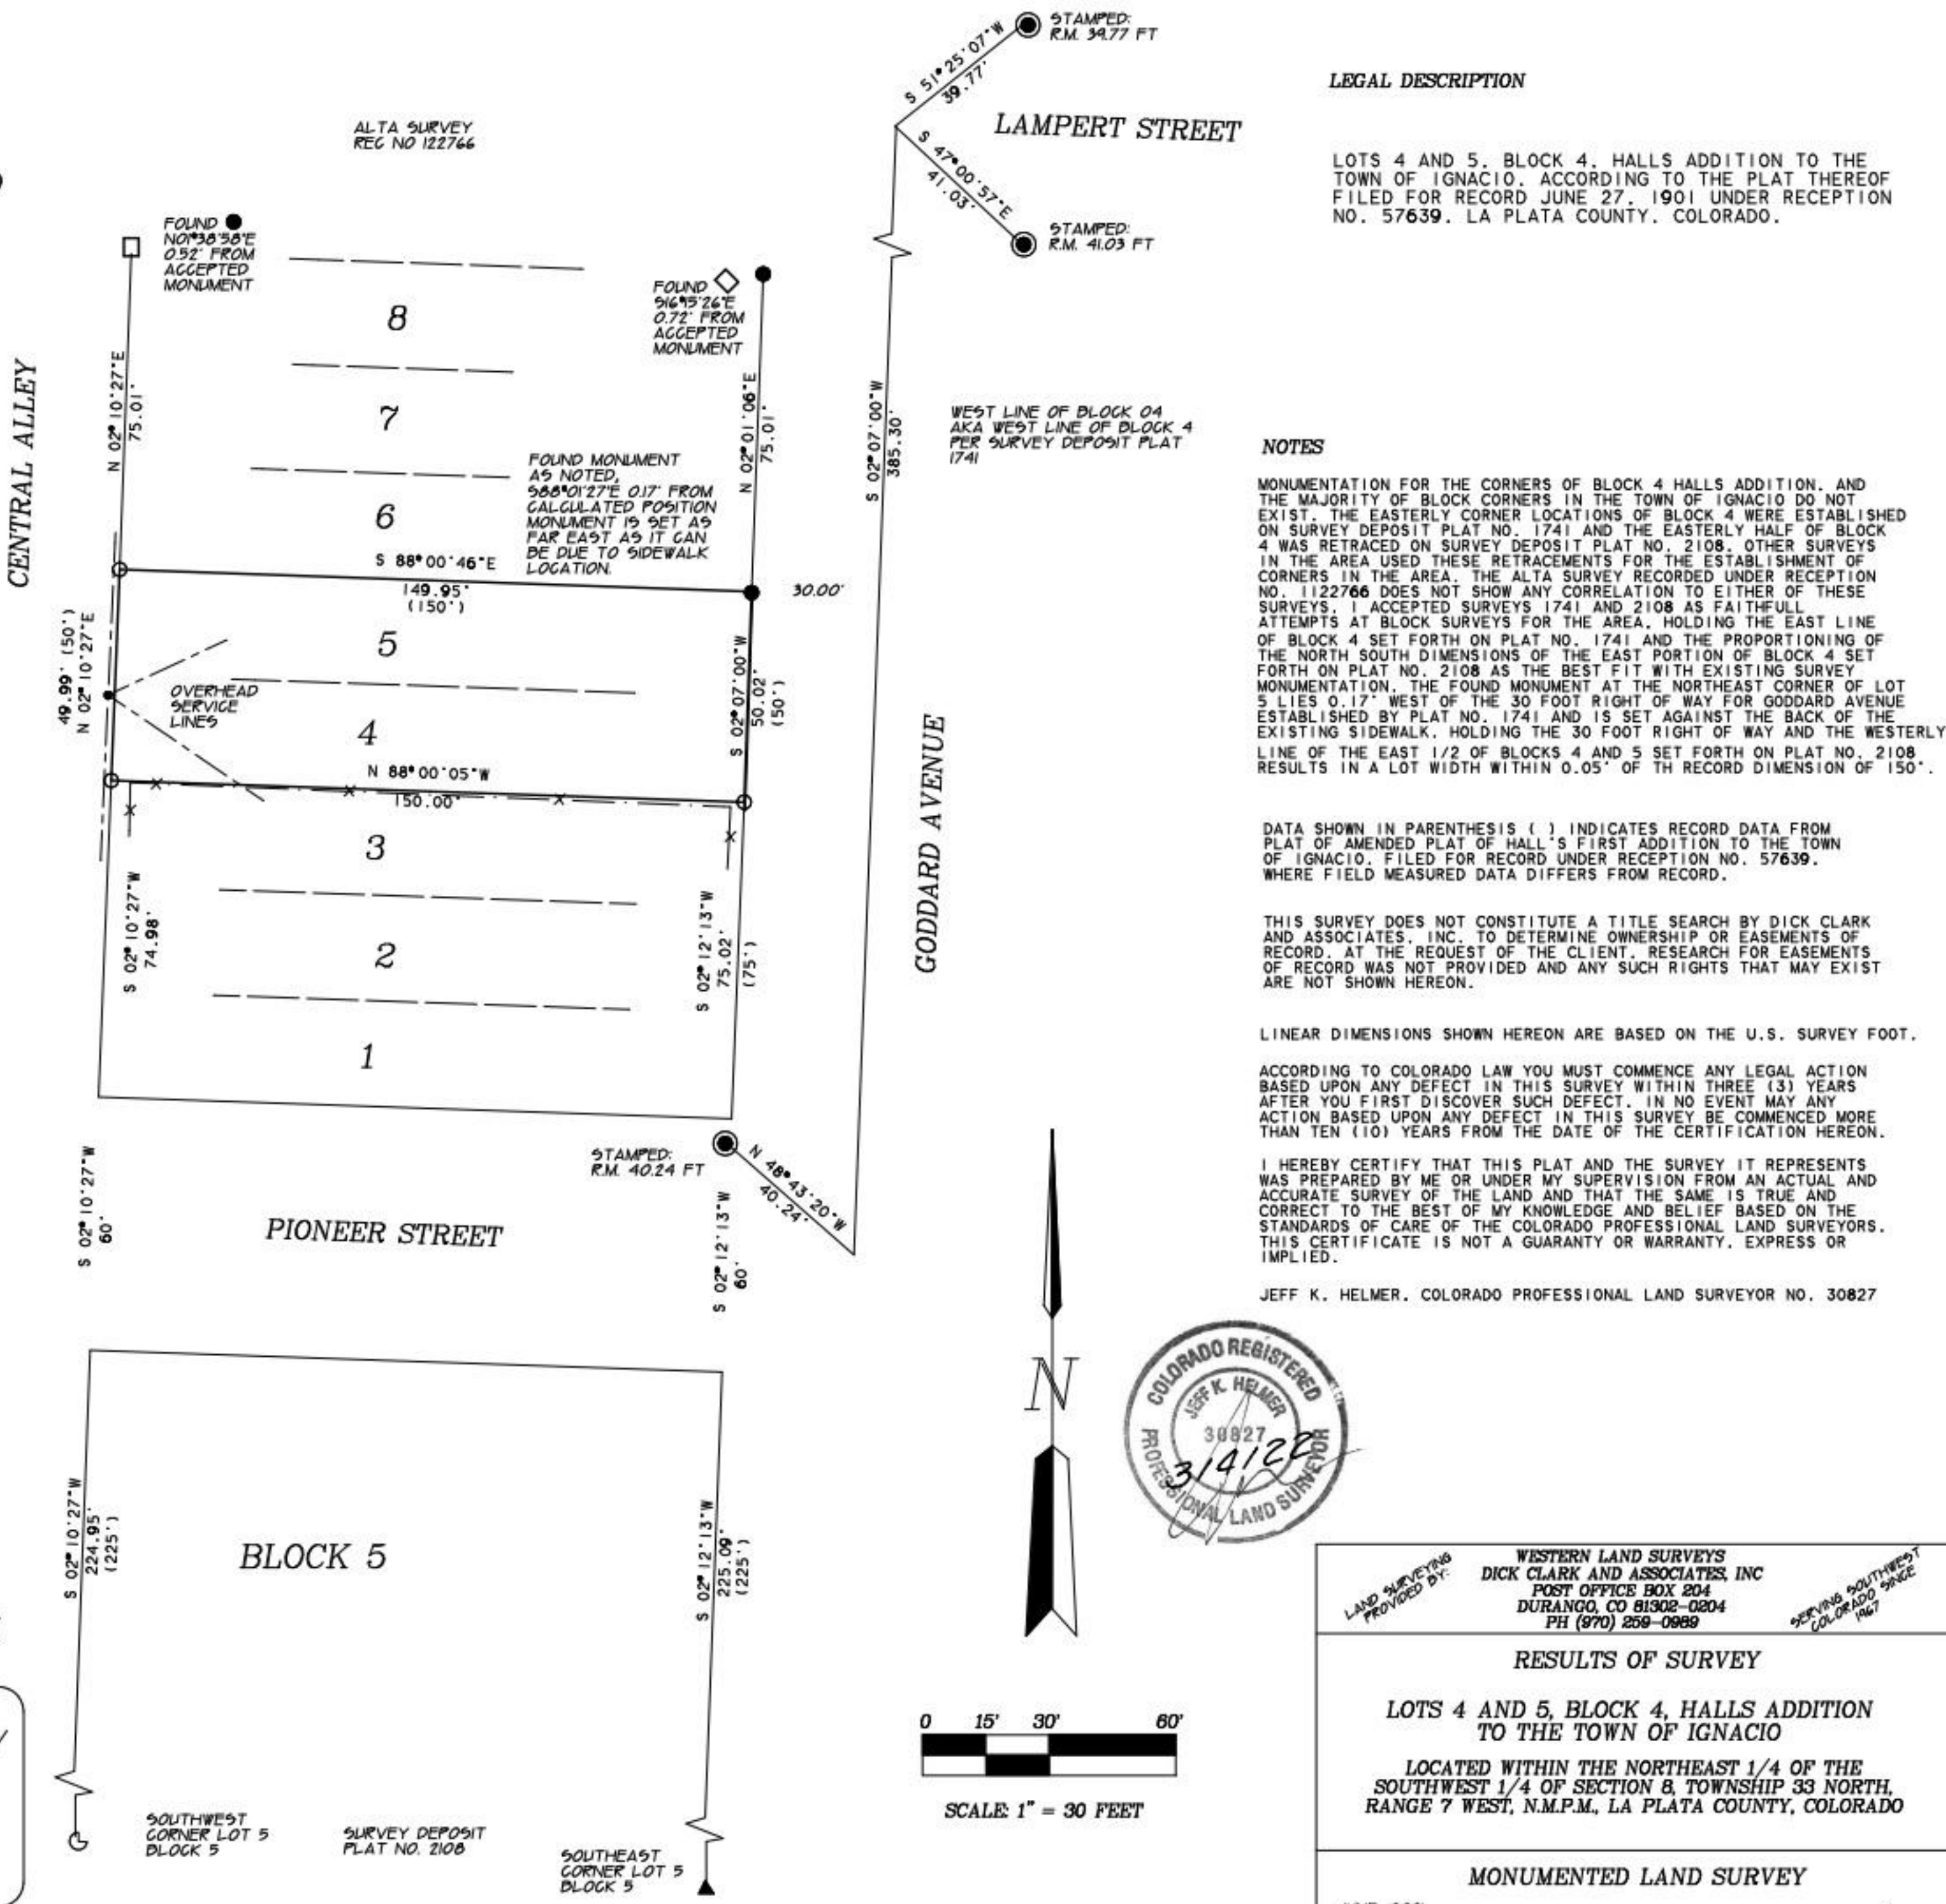 STAMPED:
R.M. 39.77 FT
S 51°25'07"W
39.77'
LAMPERT STREET
S 47°00'57"E
41.03'
STAMPED:
R.M. 41.03 FT
ALTA SURVEY
REC NO 122766
FOUND
N01°38'58"E
0.52' FROM
ACCEPTED
MONUMENT
FOUND
S16°15'26"E
0.72' FROM
ACCEPTED
MONUMENT
8
7
6
5
4
3
2
1
CENTRAL ALLEY
N 02°10'27"E
75.01'
N 02°01'06"E
75.01'
S 02°07'00"W
385.30'
WEST LINE OF BLOCK 04
AKA WEST LINE OF BLOCK 4
PER SURVEY DEPOSIT PLAT
1741
FOUND MONUMENT
AS NOTED,
S88°01'27"E 0.17' FROM
CALCULATED POSITION
MONUMENT IS SET AS
FAR EAST AS IT CAN
BE DUE TO SIDEWALK
LOCATION.
S 88°00'46"E
149.95'
(150')
30.00'
49.99' (50')
N 02°10'27"E
OVERHEAD
SERVICE
LINES
S 02°07'00"W
50.02'
(50')
N 88°00'05"W
150.00'
GODDARD AVENUE
S 02°10'27"W
74.98'
S 02°12'13"W
75.02'
(75')
STAMPED:
R.M. 40.24 FT
N 48°43'20"W
40.24'
S 02°10'27"W
60'
PIONEER STREET
S 02°12'13"W
60'
S 02°10'27"W
224.95'
(225')
BLOCK 5
S 02°12'13"W
225.09'
(225')
SOUTHWEST
CORNER LOT 5
BLOCK 5
SURVEY DEPOSIT
PLAT NO. 2108
SOUTHEAST
CORNER LOT 5
BLOCK 5
N
0 15' 30' 60'
SCALE: 1" = 30 FEET
LEGAL DESCRIPTION
LOTS 4 AND 5, BLOCK 4, HALLS ADDITION TO THE
TOWN OF IGNACIO, ACCORDING TO THE PLAT THEREOF
FILED FOR RECORD JUNE 27, 1901 UNDER RECEPTION
NO. 57639, LA PLATA COUNTY, COLORADO.
NOTES
MONUMENTATION FOR THE CORNERS OF BLOCK 4 HALLS ADDITION, AND
THE MAJORITY OF BLOCK CORNERS IN THE TOWN OF IGNACIO DO NOT
EXIST. THE EASTERLY CORNER LOCATIONS OF BLOCK 4 WERE ESTABLISHED
ON SURVEY DEPOSIT PLAT NO. 1741 AND THE EASTERLY HALF OF BLOCK
4 WAS RETRACED ON SURVEY DEPOSIT PLAT NO. 2108. OTHER SURVEYS
IN THE AREA USED THESE RETRACEMENTS FOR THE ESTABLISHMENT OF
CORNERS IN THE AREA. THE ALTA SURVEY RECORDED UNDER RECEPTION
NO. 1122766 DOES NOT SHOW ANY CORRELATION TO EITHER OF THESE
SURVEYS. I ACCEPTED SURVEYS 1741 AND 2108 AS FAITHFULL
ATTEMPTS AT BLOCK SURVEYS FOR THE AREA, HOLDING THE EAST LINE
OF BLOCK 4 SET FORTH ON PLAT NO. 1741 AND THE PROPORTIONING OF
THE NORTH SOUTH DIMENSIONS OF THE EAST PORTION OF BLOCK 4 SET
FORTH ON PLAT NO. 2108 AS THE BEST FIT WITH EXISTING SURVEY
MONUMENTATION. THE FOUND MONUMENT AT THE NORTHEAST CORNER OF LOT
5 LIES 0.17' WEST OF THE 30 FOOT RIGHT OF WAY FOR GODDARD AVENUE
ESTABLISHED BY PLAT NO. 1741 AND IS SET AGAINST THE BACK OF THE
EXISTING SIDEWALK. HOLDING THE 30 FOOT RIGHT OF WAY AND THE WESTERLY
LINE OF THE EAST 1/2 OF BLOCKS 4 AND 5 SET FORTH ON PLAT NO. 2108
RESULTS IN A LOT WIDTH WITHIN 0.05' OF TH RECORD DIMENSION OF 150'.
DATA SHOWN IN PARENTHESIS ( ) INDICATES RECORD DATA FROM
PLAT OF AMENDED PLAT OF HALL'S FIRST ADDITION TO THE TOWN
OF IGNACIO, FILED FOR RECORD UNDER RECEPTION NO. 57639.
WHERE FIELD MEASURED DATA DIFFERS FROM RECORD.
THIS SURVEY DOES NOT CONSTITUTE A TITLE SEARCH BY DICK CLARK
AND ASSOCIATES, INC. TO DETERMINE OWNERSHIP OR EASEMENTS OF
RECORD. AT THE REQUEST OF THE CLIENT, RESEARCH FOR EASEMENTS
OF RECORD WAS NOT PROVIDED AND ANY SUCH RIGHTS THAT MAY EXIST
ARE NOT SHOWN HEREON.
LINEAR DIMENSIONS SHOWN HEREON ARE BASED ON THE U.S. SURVEY FOOT.
ACCORDING TO COLORADO LAW YOU MUST COMMENCE ANY LEGAL ACTION
BASED UPON ANY DEFECT IN THIS SURVEY WITHIN THREE (3) YEARS
AFTER YOU FIRST DISCOVER SUCH DEFECT. IN NO EVENT MAY ANY
ACTION BASED UPON ANY DEFECT IN THIS SURVEY BE COMMENCED MORE
THAN TEN (10) YEARS FROM THE DATE OF THE CERTIFICATION HEREON.
I HEREBY CERTIFY THAT THIS PLAT AND THE SURVEY IT REPRESENTS
WAS PREPARED BY ME OR UNDER MY SUPERVISION FROM AN ACTUAL AND
ACCURATE SURVEY OF THE LAND AND THAT THE SAME IS TRUE AND
CORRECT TO THE BEST OF MY KNOWLEDGE AND BELIEF BASED ON THE
STANDARDS OF CARE OF THE COLORADO PROFESSIONAL LAND SURVEYORS.
THIS CERTIFICATE IS NOT A GUARANTY OR WARRANTY, EXPRESS OR
IMPLIED.
JEFF K. HELMER, COLORADO PROFESSIONAL LAND SURVEYOR NO. 30827
COLORADO REGISTERED
JEFF K. HELMER
30827
3/4/22
PROFESSIONAL LAND SURVEYOR
LAND SURVEYING
PROVIDED BY:
WESTERN LAND SURVEYS
DICK CLARK AND ASSOCIATES, INC
POST OFFICE BOX 204
DURANGO, CO 81302-0204
PH (970) 259-0989
SERVING SOUTHWEST
COLORADO SINCE
1967
RESULTS OF SURVEY
LOTS 4 AND 5, BLOCK 4, HALLS ADDITION
TO THE TOWN OF IGNACIO
LOCATED WITHIN THE NORTHEAST 1/4 OF THE
SOUTHWEST 1/4 OF SECTION 8, TOWNSHIP 33 NORTH,
RANGE 7 WEST, N.M.P.M., LA PLATA COUNTY, COLORADO
MONUMENTED LAND SURVEY